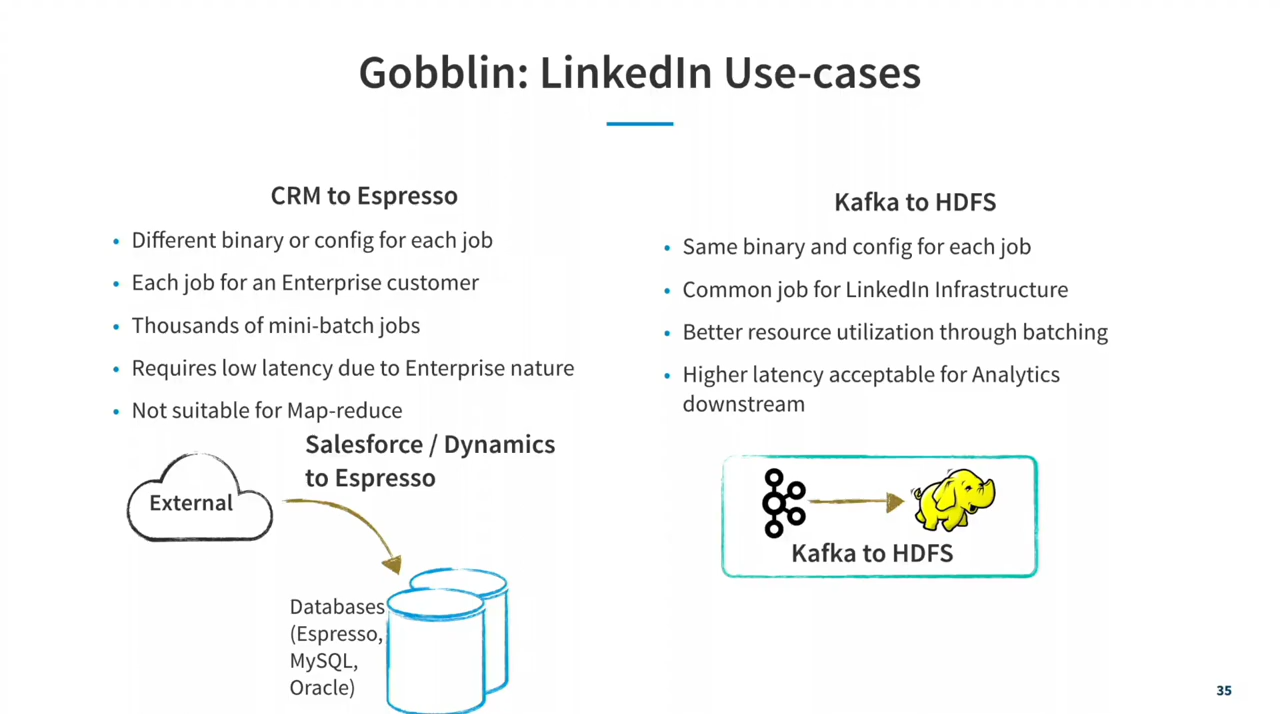 Gobblin: LinkedIn Use-cases
CRM to Espresso
• Different binary or config for each job
• Each job for an Enterprise customer
• Thousands of mini-batch jobs
• Requires low latency due to Enterprise nature
• Not suitable for Map-reduce
Salesforce / Dynamics
to Espresso
External
Databases
(Espresso,
MySQL,
Oracle)
Kafka to HDFS
• Same binary and config for each job
• Common job for LinkedIn Infrastructure
• Better resource utilization through batching
• Higher latency acceptable for Analytics
downstream
Kafka to HDFS
35